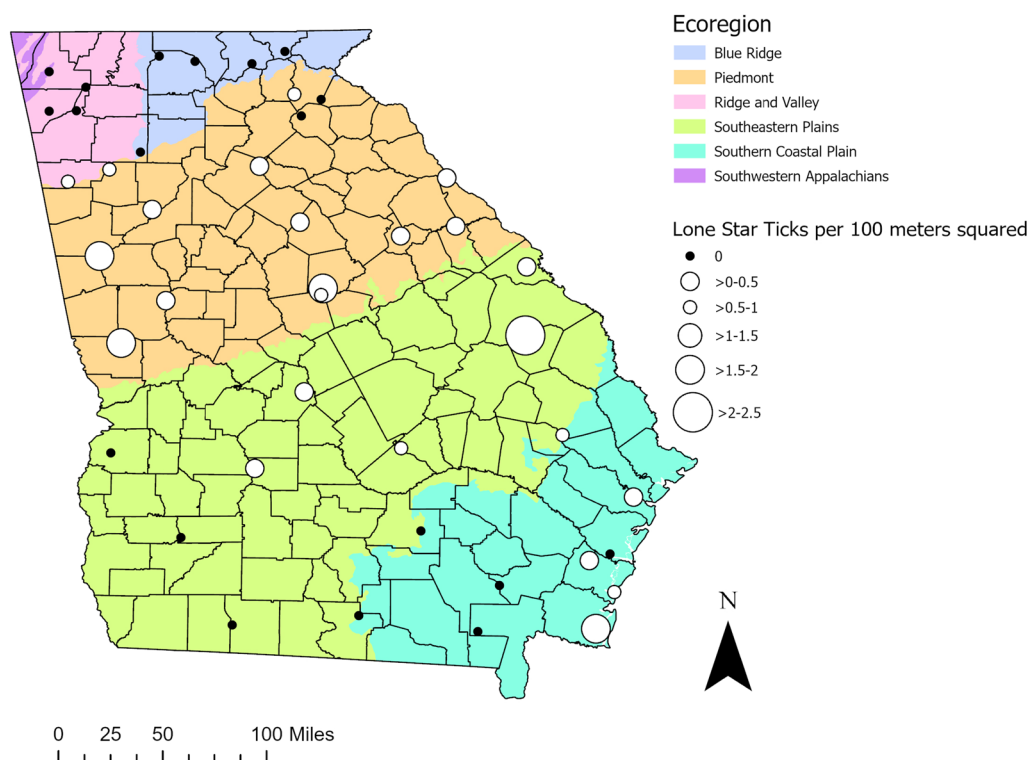 Ecoregion
Blue Ridge
Piedmont
Ridge and Valley
Southeastern Plains
Southern Coastal Plain
Southwestern Appalachians
Lone Star Ticks per 100 meters squared
0
>0-0.5
>0.5-1
>1-1.5
>1.5-2
>2-2.5
N
0 25 50 100 Miles